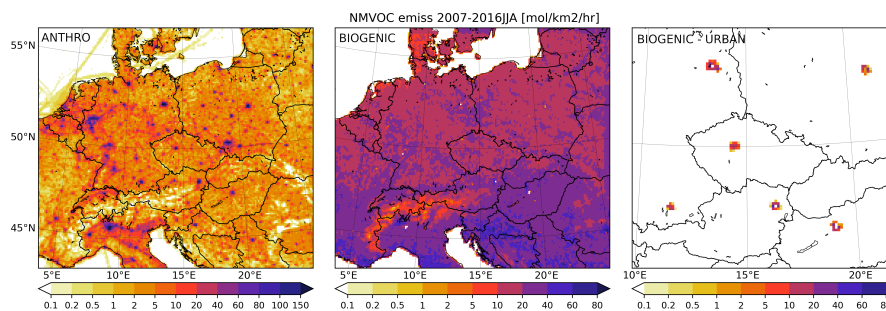 NMVOC emiss 2007-2016JJA [mol/km2/hr]
ANTHRO
BIOGENIC
BIOGENIC - URBAN
55°N
50°N
45°N
5°E 10°E 15°E 20°E
5°E 10°E 15°E 20°E
10°E 15°E 20°E
0.1 0.2 0.5 1 2 5 10 20 40 60 80 100 150
0.1 0.2 0.5 1 2 5 10 20 40 60 80
0.1 0.2 0.5 1 2 5 10 20 40 60 80